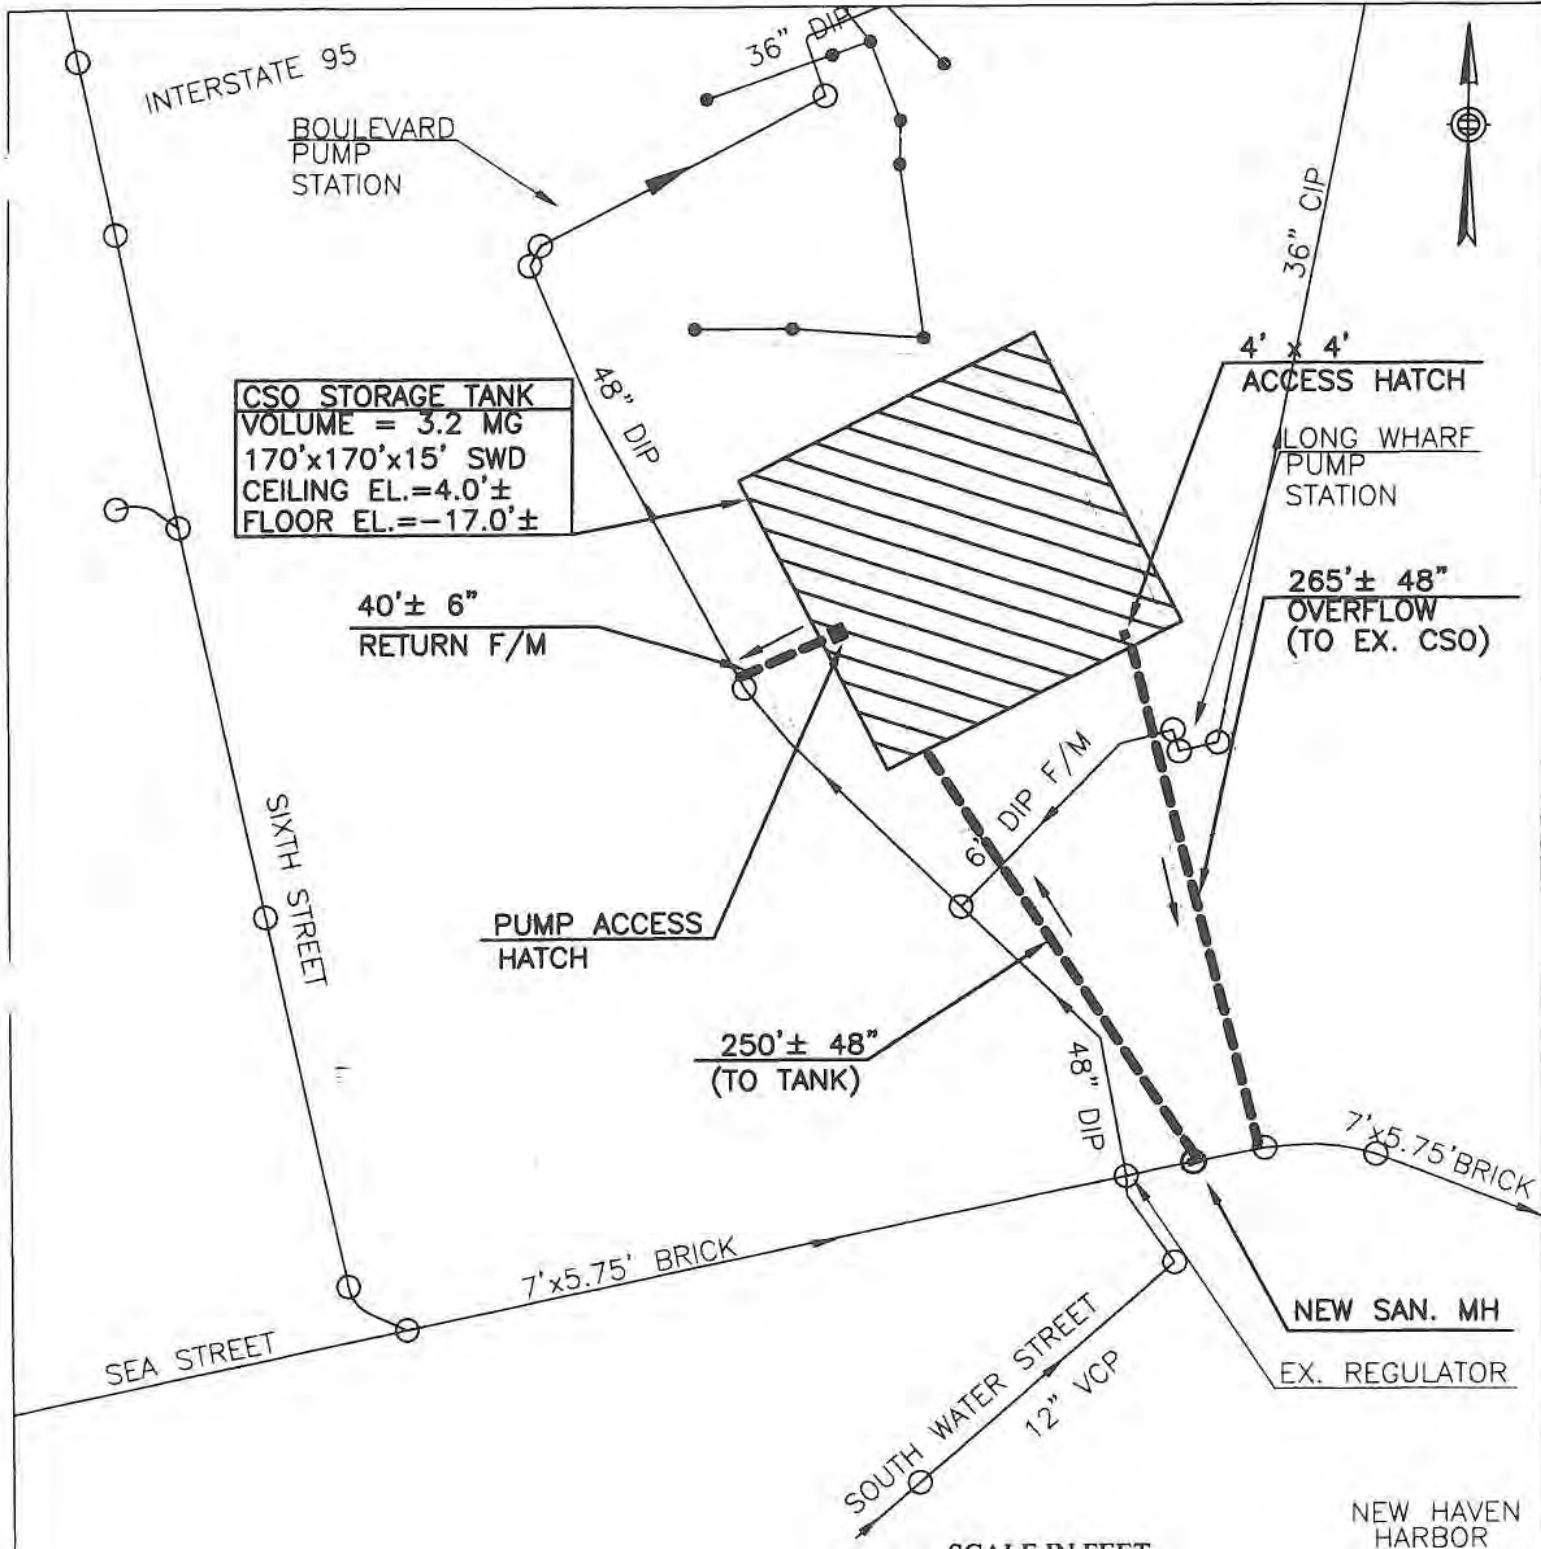 36" DIP
INTERSTATE 95
BOULEVARD
PUMP
STATION
36" CIP
4' x 4'
ACCESS HATCH
48" DIP
CSO STORAGE TANK
VOLUME = 3.2 MG
170'x170'x15' SWD
CEILING EL.=4.0'±
FLOOR EL.=-17.0'±
LONG WHARF
PUMP
STATION
40'± 6"
RETURN F/M
265'± 48"
OVERFLOW
(TO EX. CSO)
6" DIP F/M
SIXTH STREET
PUMP ACCESS
HATCH
250'± 48"
(TO TANK)
48" DIP
7'x5.75'BRICK
7'x5.75' BRICK
NEW SAN. MH
SEA STREET
EX. REGULATOR
SOUTH WATER STREET
12" VCP
NEW HAVEN
HARBOR
SCALE IN FEET